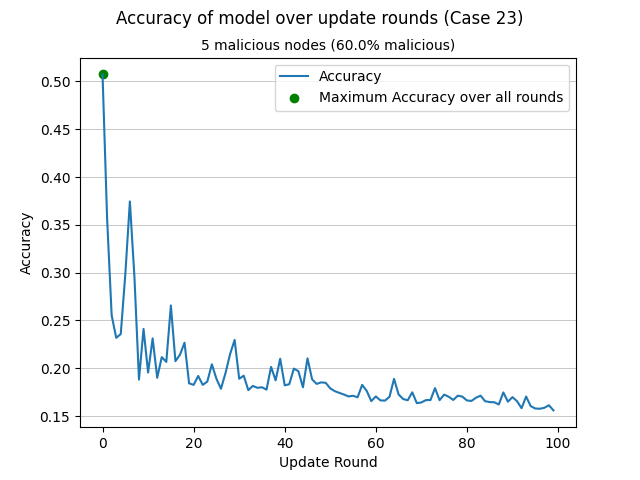 Accuracy of model over update rounds (Case 23)
5 malicious nodes (60.0% malicious)
Accuracy
Maximum Accuracy over all rounds
Accuracy
0.50
0.45
0.40
0.35
0.30
0.25
0.20
0.15
0 20 40 60 80 100
Update Round